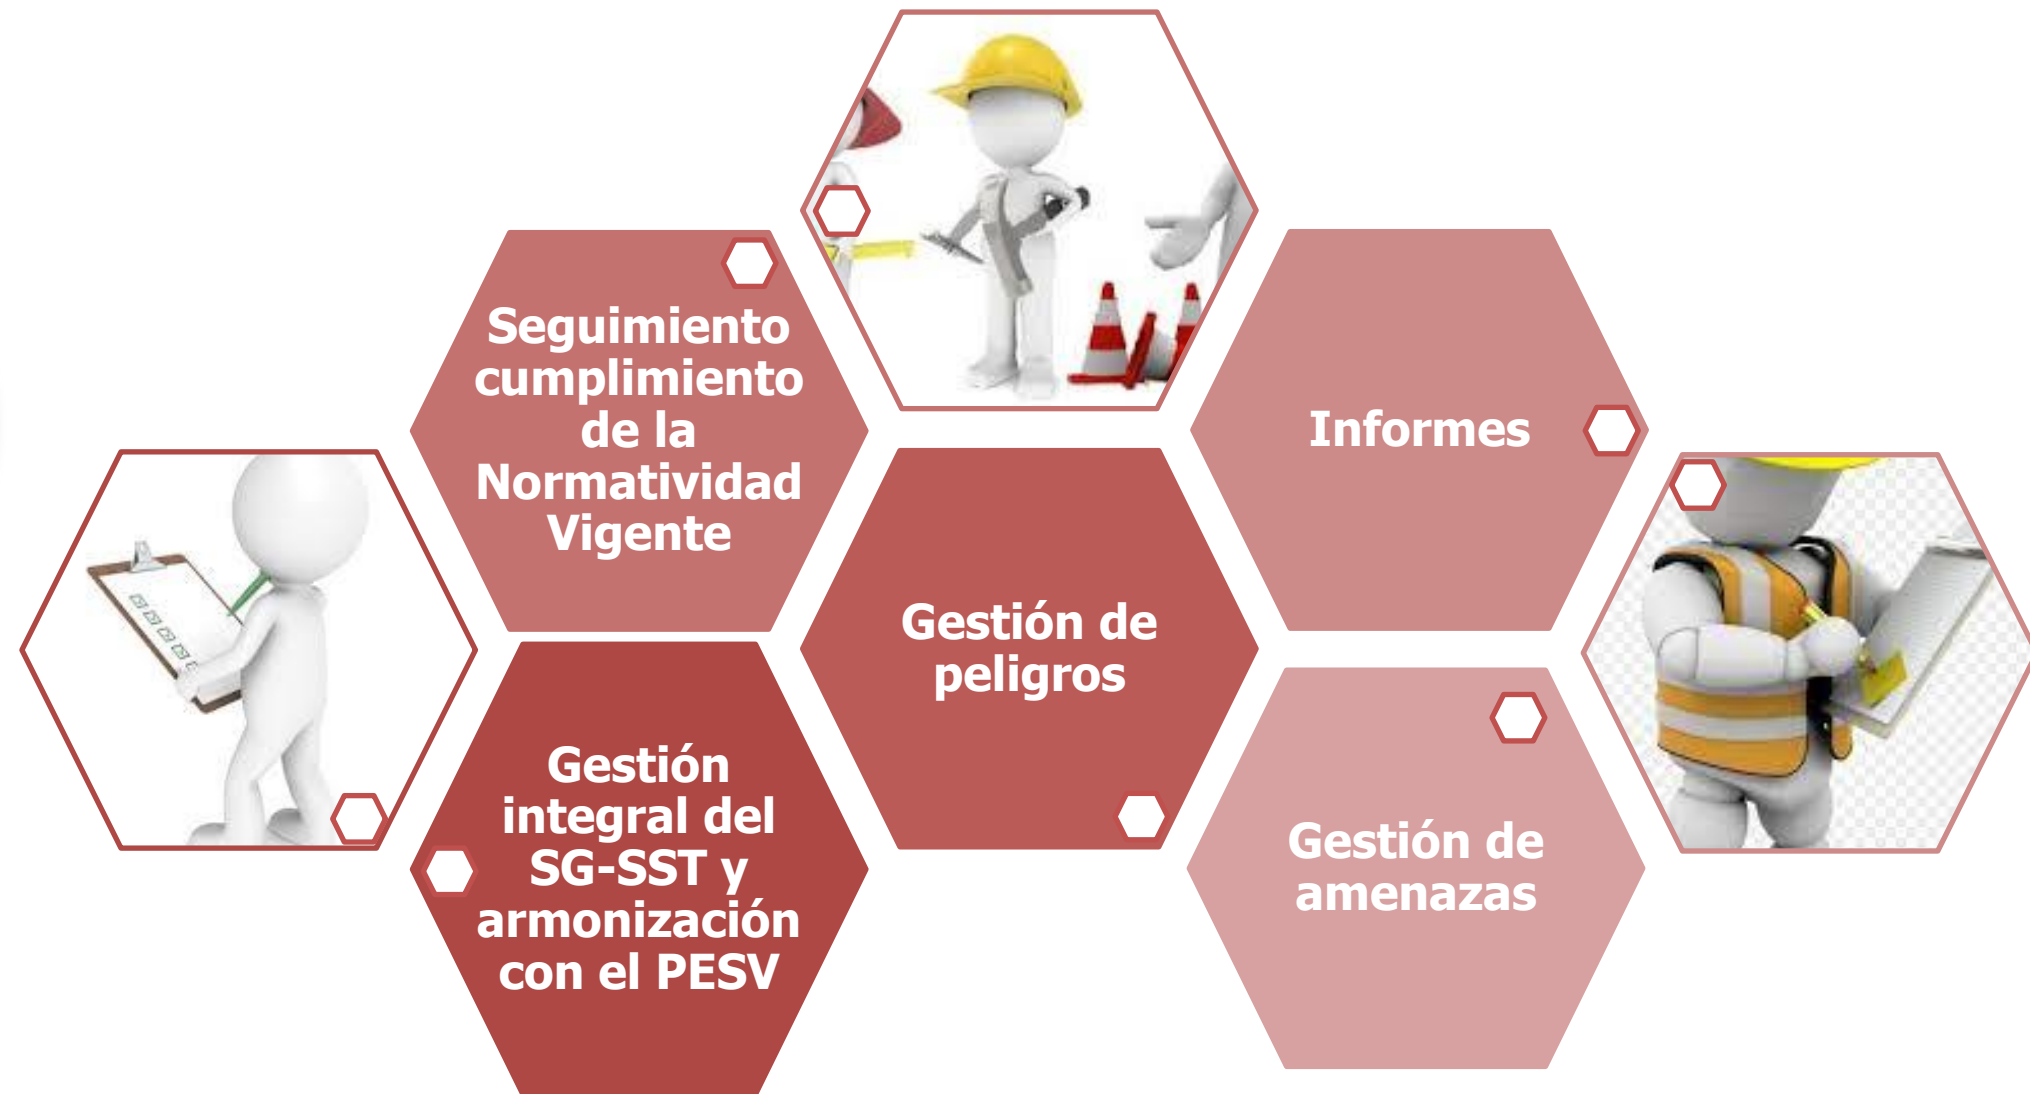 Seguimiento
cumplimiento
de la
Normatividad
Vigente
Informes
Gestión de
peligros
Gestión
integral del
SG-SST y
armonización
con el PESV
Gestión de
amenazas